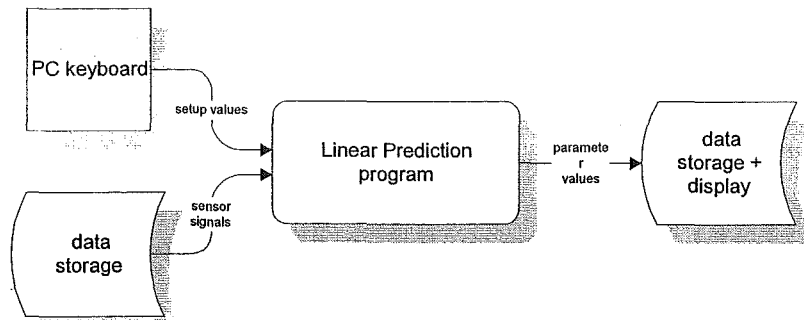 PC keyboard
setup values
Linear Prediction
program
sensor
signals
data
storage
paramete
r
values
data
storage +
display